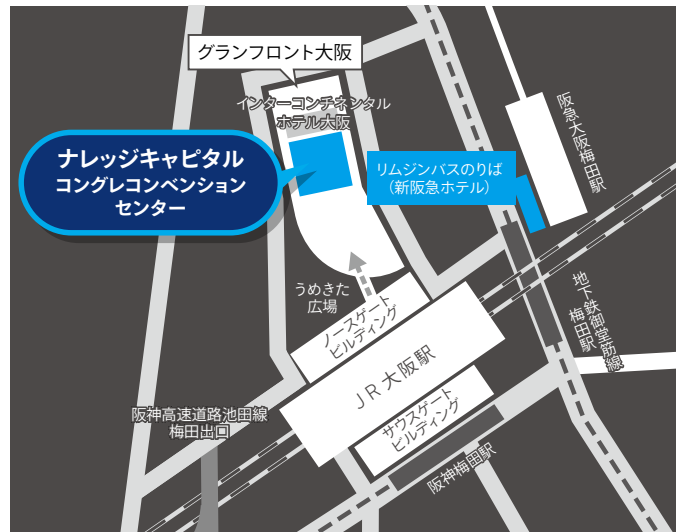 グランフロント大阪
インターコンチネンタル
ホテル大阪
ナレッジキャピタル
コングレコンベンション
センター
リムジンバスのりば
（新阪急ホテル）
阪急大阪梅田駅
うめきた
広場
ノースゲート
ビルディング
地下鉄御堂筋線
梅田駅
JR大阪駅
サウスゲート
ビルディング
阪神高速道路池田線
梅田出口
阪神梅田駅